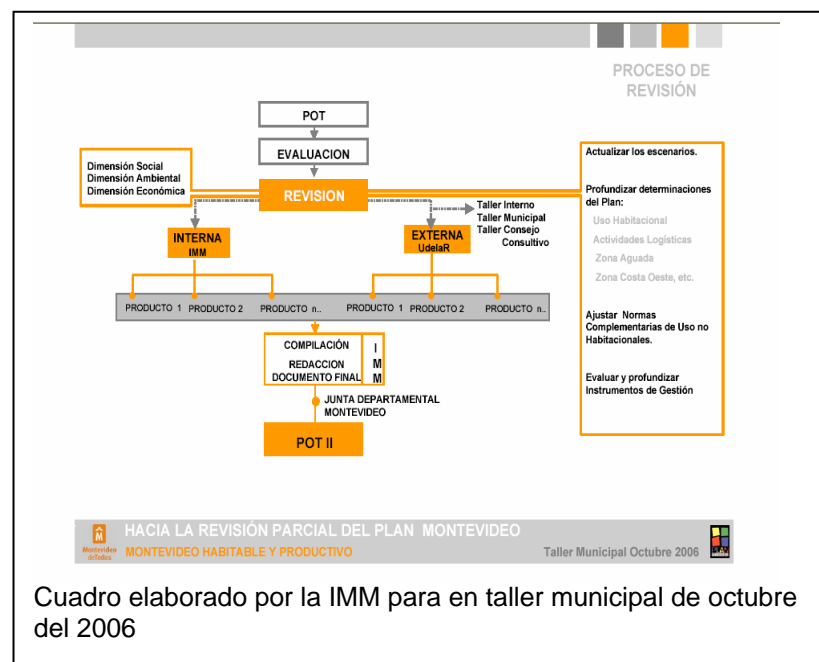 PROCESO DE
REVISIÓN
POT
EVALUACION
Dimensión Social
Dimensión Ambiental
Dimensión Económica
REVISION
Taller Interno
Taller Municipal
Taller Consejo
Consultivo
INTERNA
IMM
EXTERNA
UdelaR
PRODUCTO 1 PRODUCTO 2 PRODUCTO n.. PRODUCTO 1 PRODUCTO 2 PRODUCTO n..
COMPILACIÓN
REDACCION
DOCUMENTO FINAL
I
M
M
JUNTA DEPARTAMENTAL
MONTEVIDEO
POT II
Actualizar los escenarios.
Profundizar determinaciones
del Plan:
Uso Habitacional
Actividades Logísticas
Zona Aguada
Zona Costa Oeste, etc.
Ajustar Normas
Complementarias de Uso no
Habitacionales.
Evaluar y profundizar
Instrumentos de Gestión
Montevideo
deTodos
HACIA LA REVISIÓN PARCIAL DEL PLAN MONTEVIDEO
MONTEVIDEO HABITABLE Y PRODUCTIVO
Taller Municipal Octubre 2006
Cuadro elaborado por la IMM para en taller municipal de octubre
del 2006